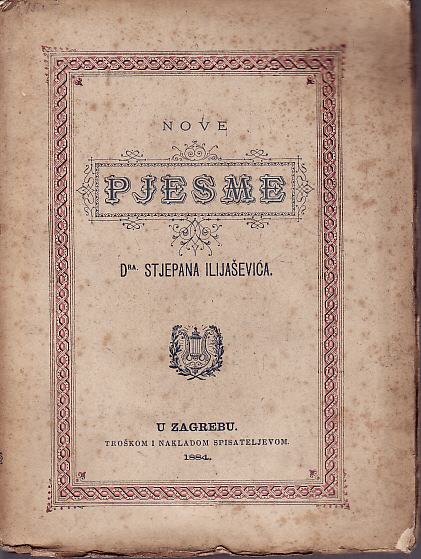 NOVE
PJESME
DRA. STJEPANA ILIJAŠEVIĆA.
U ZAGREBU.
TROŠKOM I NAKLADOM SPISATELJEVOM.
1884.